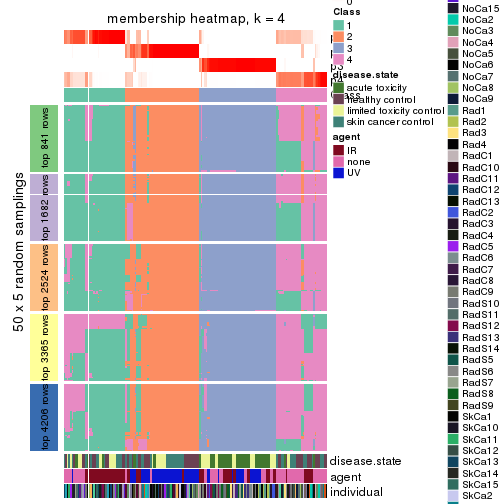 membership heatmap, k = 4
50 x 5 random samplings
top 841 rows
top 1682 rows
top 2524 rows
top 3365 rows
top 4206 rows
disease.state
agent
individual
Class
1
2
3
4
disease.state
acute toxicity
healthy control
limited toxicity control
skin cancer control
agent
IR
none
UV
NoCa15
NoCa2
NoCa3
NoCa4
NoCa5
NoCa6
NoCa7
NoCa8
NoCa9
Rad1
Rad2
Rad3
Rad4
RadC1
RadC10
RadC11
RadC12
RadC13
RadC2
RadC3
RadC4
RadC5
RadC6
RadC7
RadC8
RadC9
RadS10
RadS11
RadS12
RadS13
RadS14
RadS5
RadS6
RadS7
RadS8
RadS9
SkCa1
SkCa10
SkCa11
SkCa12
SkCa13
SkCa14
SkCa15
SkCa2